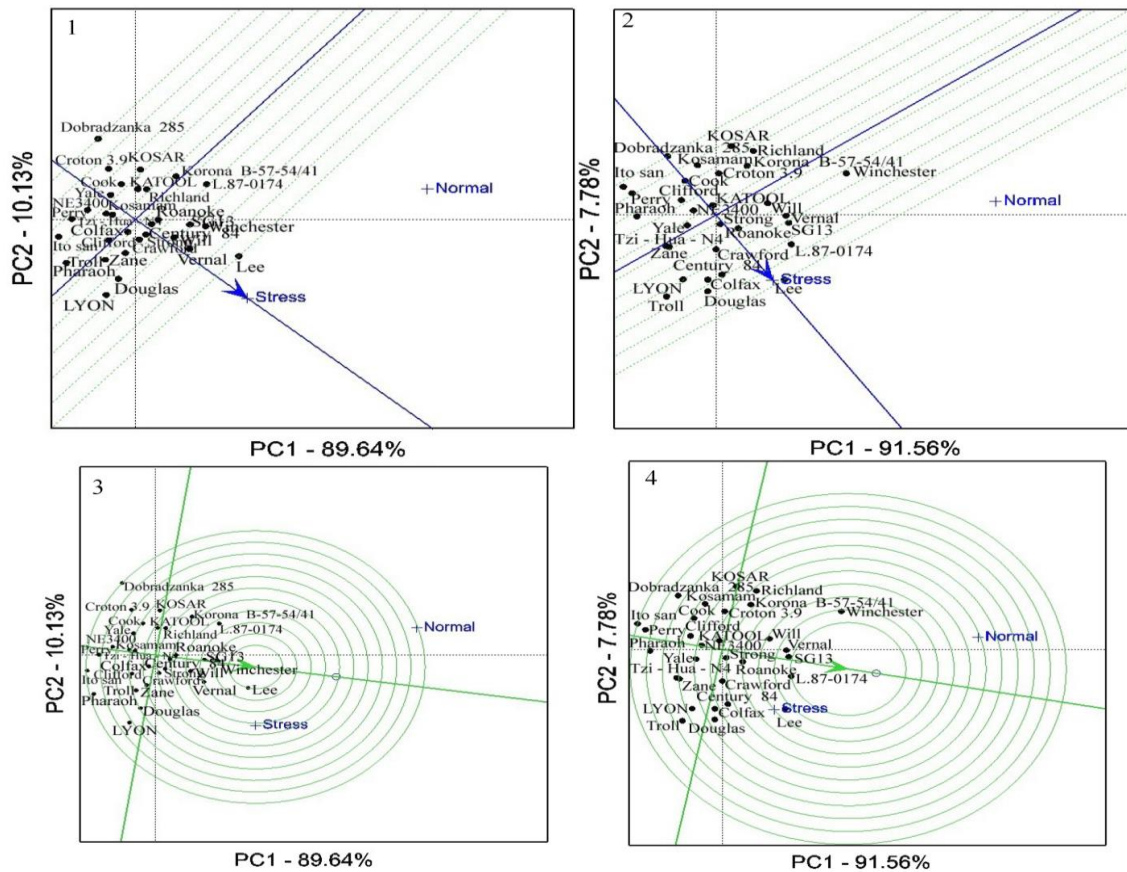 1
Dobradzanka 285
Croton 3.9 KOSAR
Korona B-57-54/41
Cook KATOOL L.87-0174
Yale Richland
NE3400 Kosamam Roanoke
Perry Tzi - Hua - N4 SG13
Colfax Century 84 Winchester
Ito san Clifford Strong Will
Troll Zane Crawford Vernal Lee
Pharaoh
Douglas
LYON
Normal
Stress
PC2 - 10.13%
PC1 - 89.64%
2
KOSAR
Dobradzanka 285 Richland
Kosamam Korona B-57-54/41
Ito san Croton 3.9 Winchester
Cook
Perry Clifford KATOOL Will
Pharaoh NE3400 Vernal
Yale Strong SG13
Tzi - Hua - N4 Roanoke
Zane Crawford L.87-0174
Century 84
LYON Colfax Lee
Troll Douglas
Normal
Stress
PC2 - 7.78%
PC1 - 91.56%
3
Dobradzanka 285
Croton 3.9 KOSAR
Korona B-57-54/41
Cook KATOOL L.87-0174
Yale Richland
NE3400 Kosamam Roanoke
Perry Tzi - Hua - N4 SG13
Colfax Century 84 Winchester
Clifford Strong Will
Ito san Crawford Vernal Lee
Troll Zane
Pharaoh
Douglas
LYON
Normal
Stress
PC2 - 10.13%
PC1 - 89.64%
4
KOSAR
Dobradzanka 285 Richland
Kosamam Korona B-57-54/41
Ito san Cook Croton 3.9 Winchester
Perry Clifford
Pharaoh KATOOL Will
NE3400 Vernal
Yale Strong SG13
Tzi - Hua - N4 Roanoke
Zane Crawford L.87-0174
Century 84
LYON Colfax Lee
Troll Douglas
Normal
Stress
PC2 - 7.78%
PC1 - 91.56%